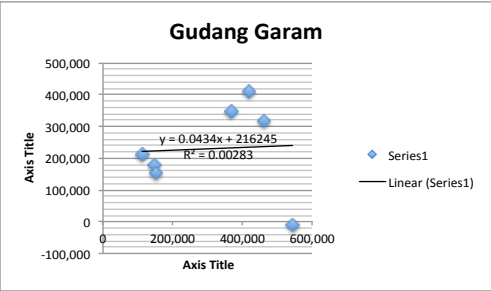 Gudang Garam
500,000
400,000
300,000
200,000
100,000
0
-100,000
Axis Title
y = 0.0434x + 216245
R² = 0.00283
0 200,000 400,000 600,000
Axis Title
Series1
Linear (Series1)